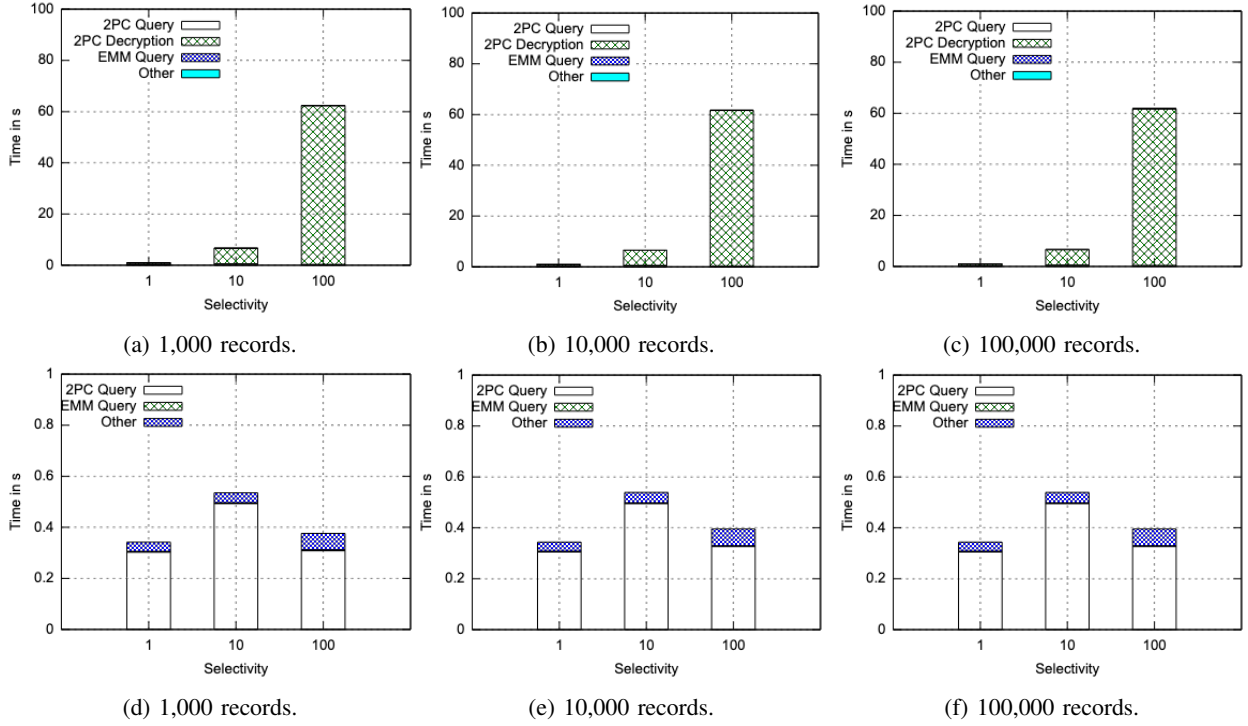 100
80
60
40
20
0
Time in s
2PC Query
2PC Decryption
EMM Query
Other
1 10 100
Selectivity
(a) 1,000 records.
100
80
60
40
20
0
Time in s
2PC Query
2PC Decryption
EMM Query
Other
1 10 100
Selectivity
(b) 10,000 records.
100
80
60
40
20
0
Time in s
2PC Query
2PC Decryption
EMM Query
Other
1 10 100
Selectivity
(c) 100,000 records.
1
0.8
0.6
0.4
0.2
0
Time in s
2PC Query
EMM Query
Other
1 10 100
Selectivity
(d) 1,000 records.
1
0.8
0.6
0.4
0.2
0
Time in s
2PC Query
EMM Query
Other
1 10 100
Selectivity
(e) 10,000 records.
1
0.8
0.6
0.4
0.2
0
Time in s
2PC Query
EMM Query
Other
1 10 100
Selectivity
(f) 100,000 records.